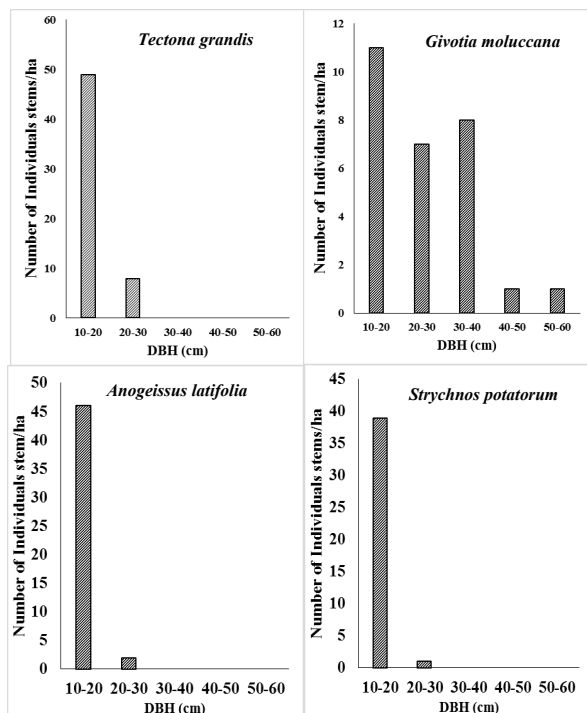 Tectona grandis
Number of Individuals stems/ha
60
50
40
30
20
10
0
10-20 20-30 30-40 40-50 50-60
DBH (cm)
Givotia moluccana
Number of Individuals stem/ha
12
10
8
6
4
2
0
10-20 20-30 30-40 40-50 50-60
DBH (cm)
Anogeissus latifolia
Number of Individuals stem/ha
50
45
40
35
30
25
20
15
10
5
0
10-20 20-30 30-40 40-50 50-60
DBH (cm)
Strychnos potatorum
Number of Individuals stems/ha
45
40
35
30
25
20
15
10
5
0
10-20 20-30 30-40 40-50 50-60
DBH (cm)